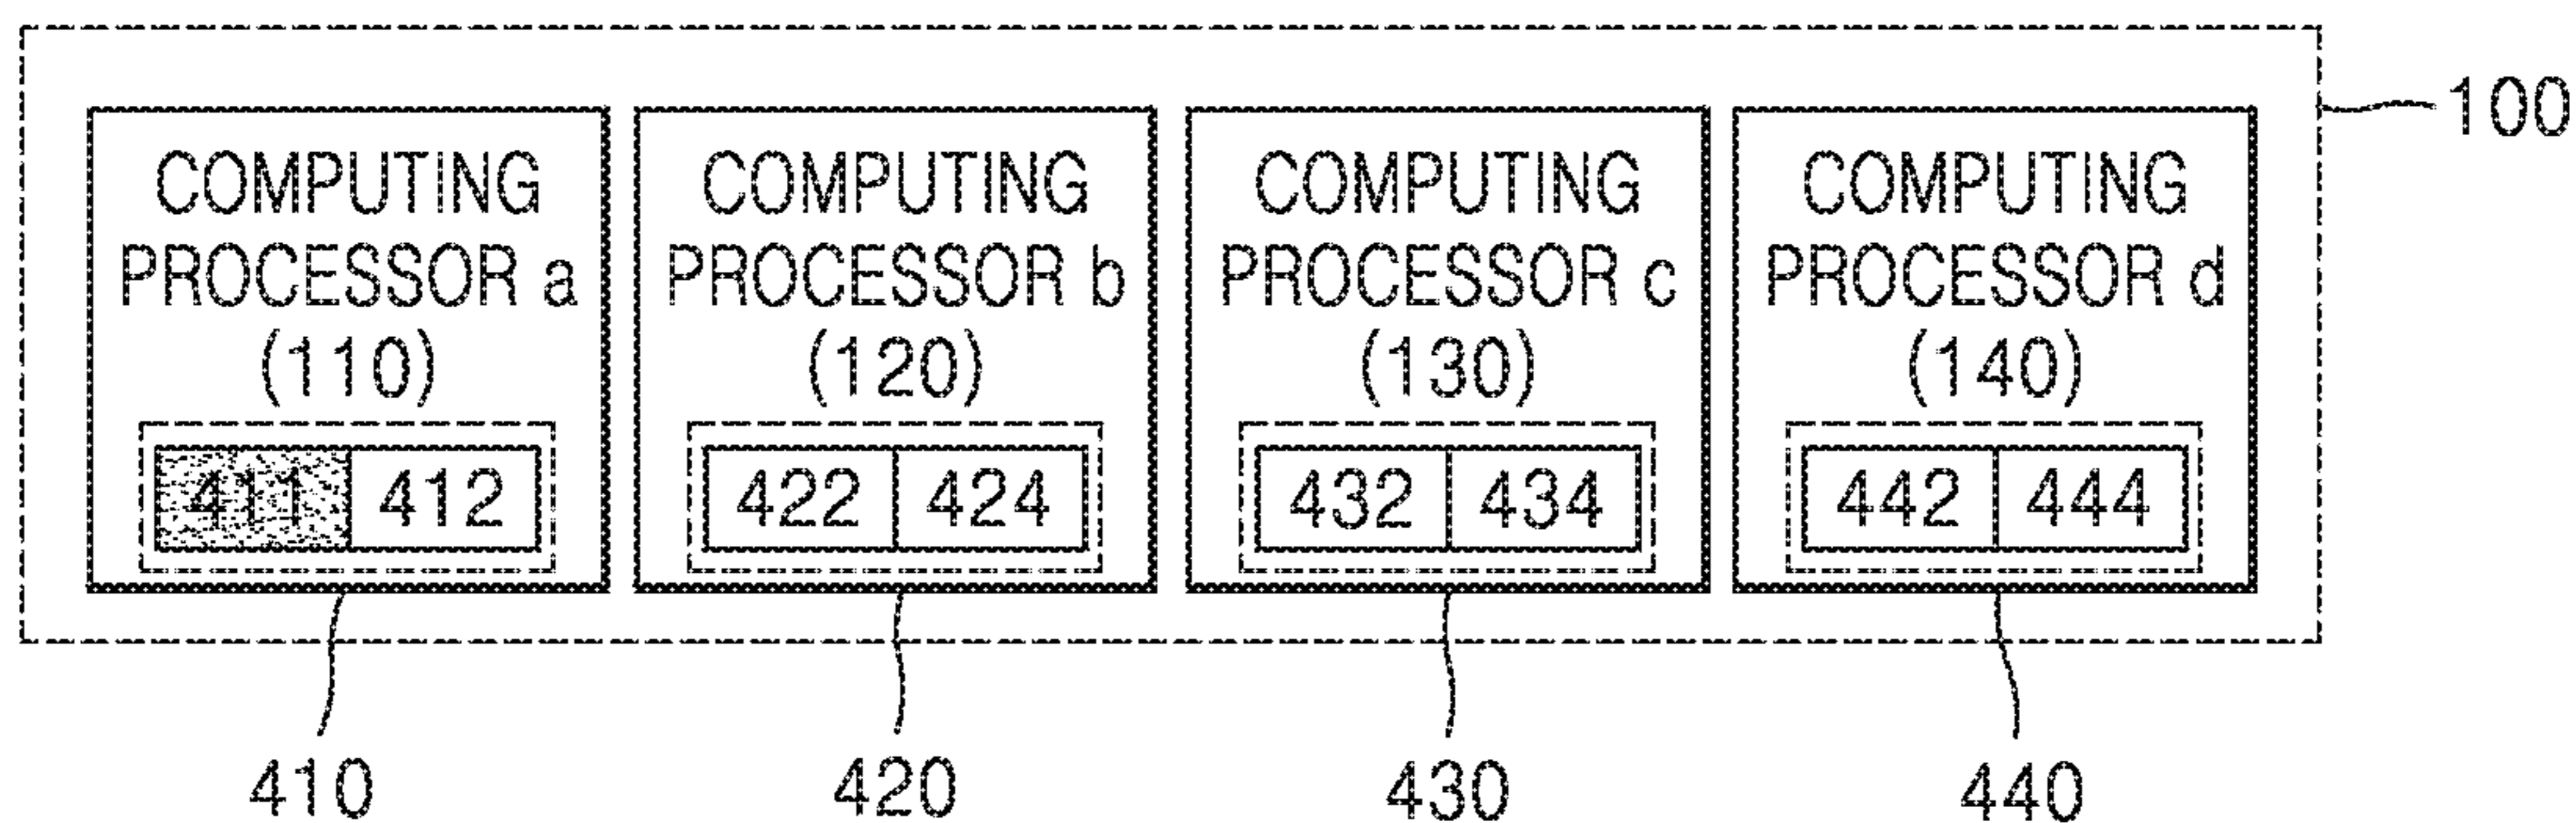 100
COMPUTING
PROCESSOR a
(110)
411 412
COMPUTING
PROCESSOR b
(120)
422 424
COMPUTING
PROCESSOR c
(130)
432 434
COMPUTING
PROCESSOR d
(140)
442 444
410
420
430
440